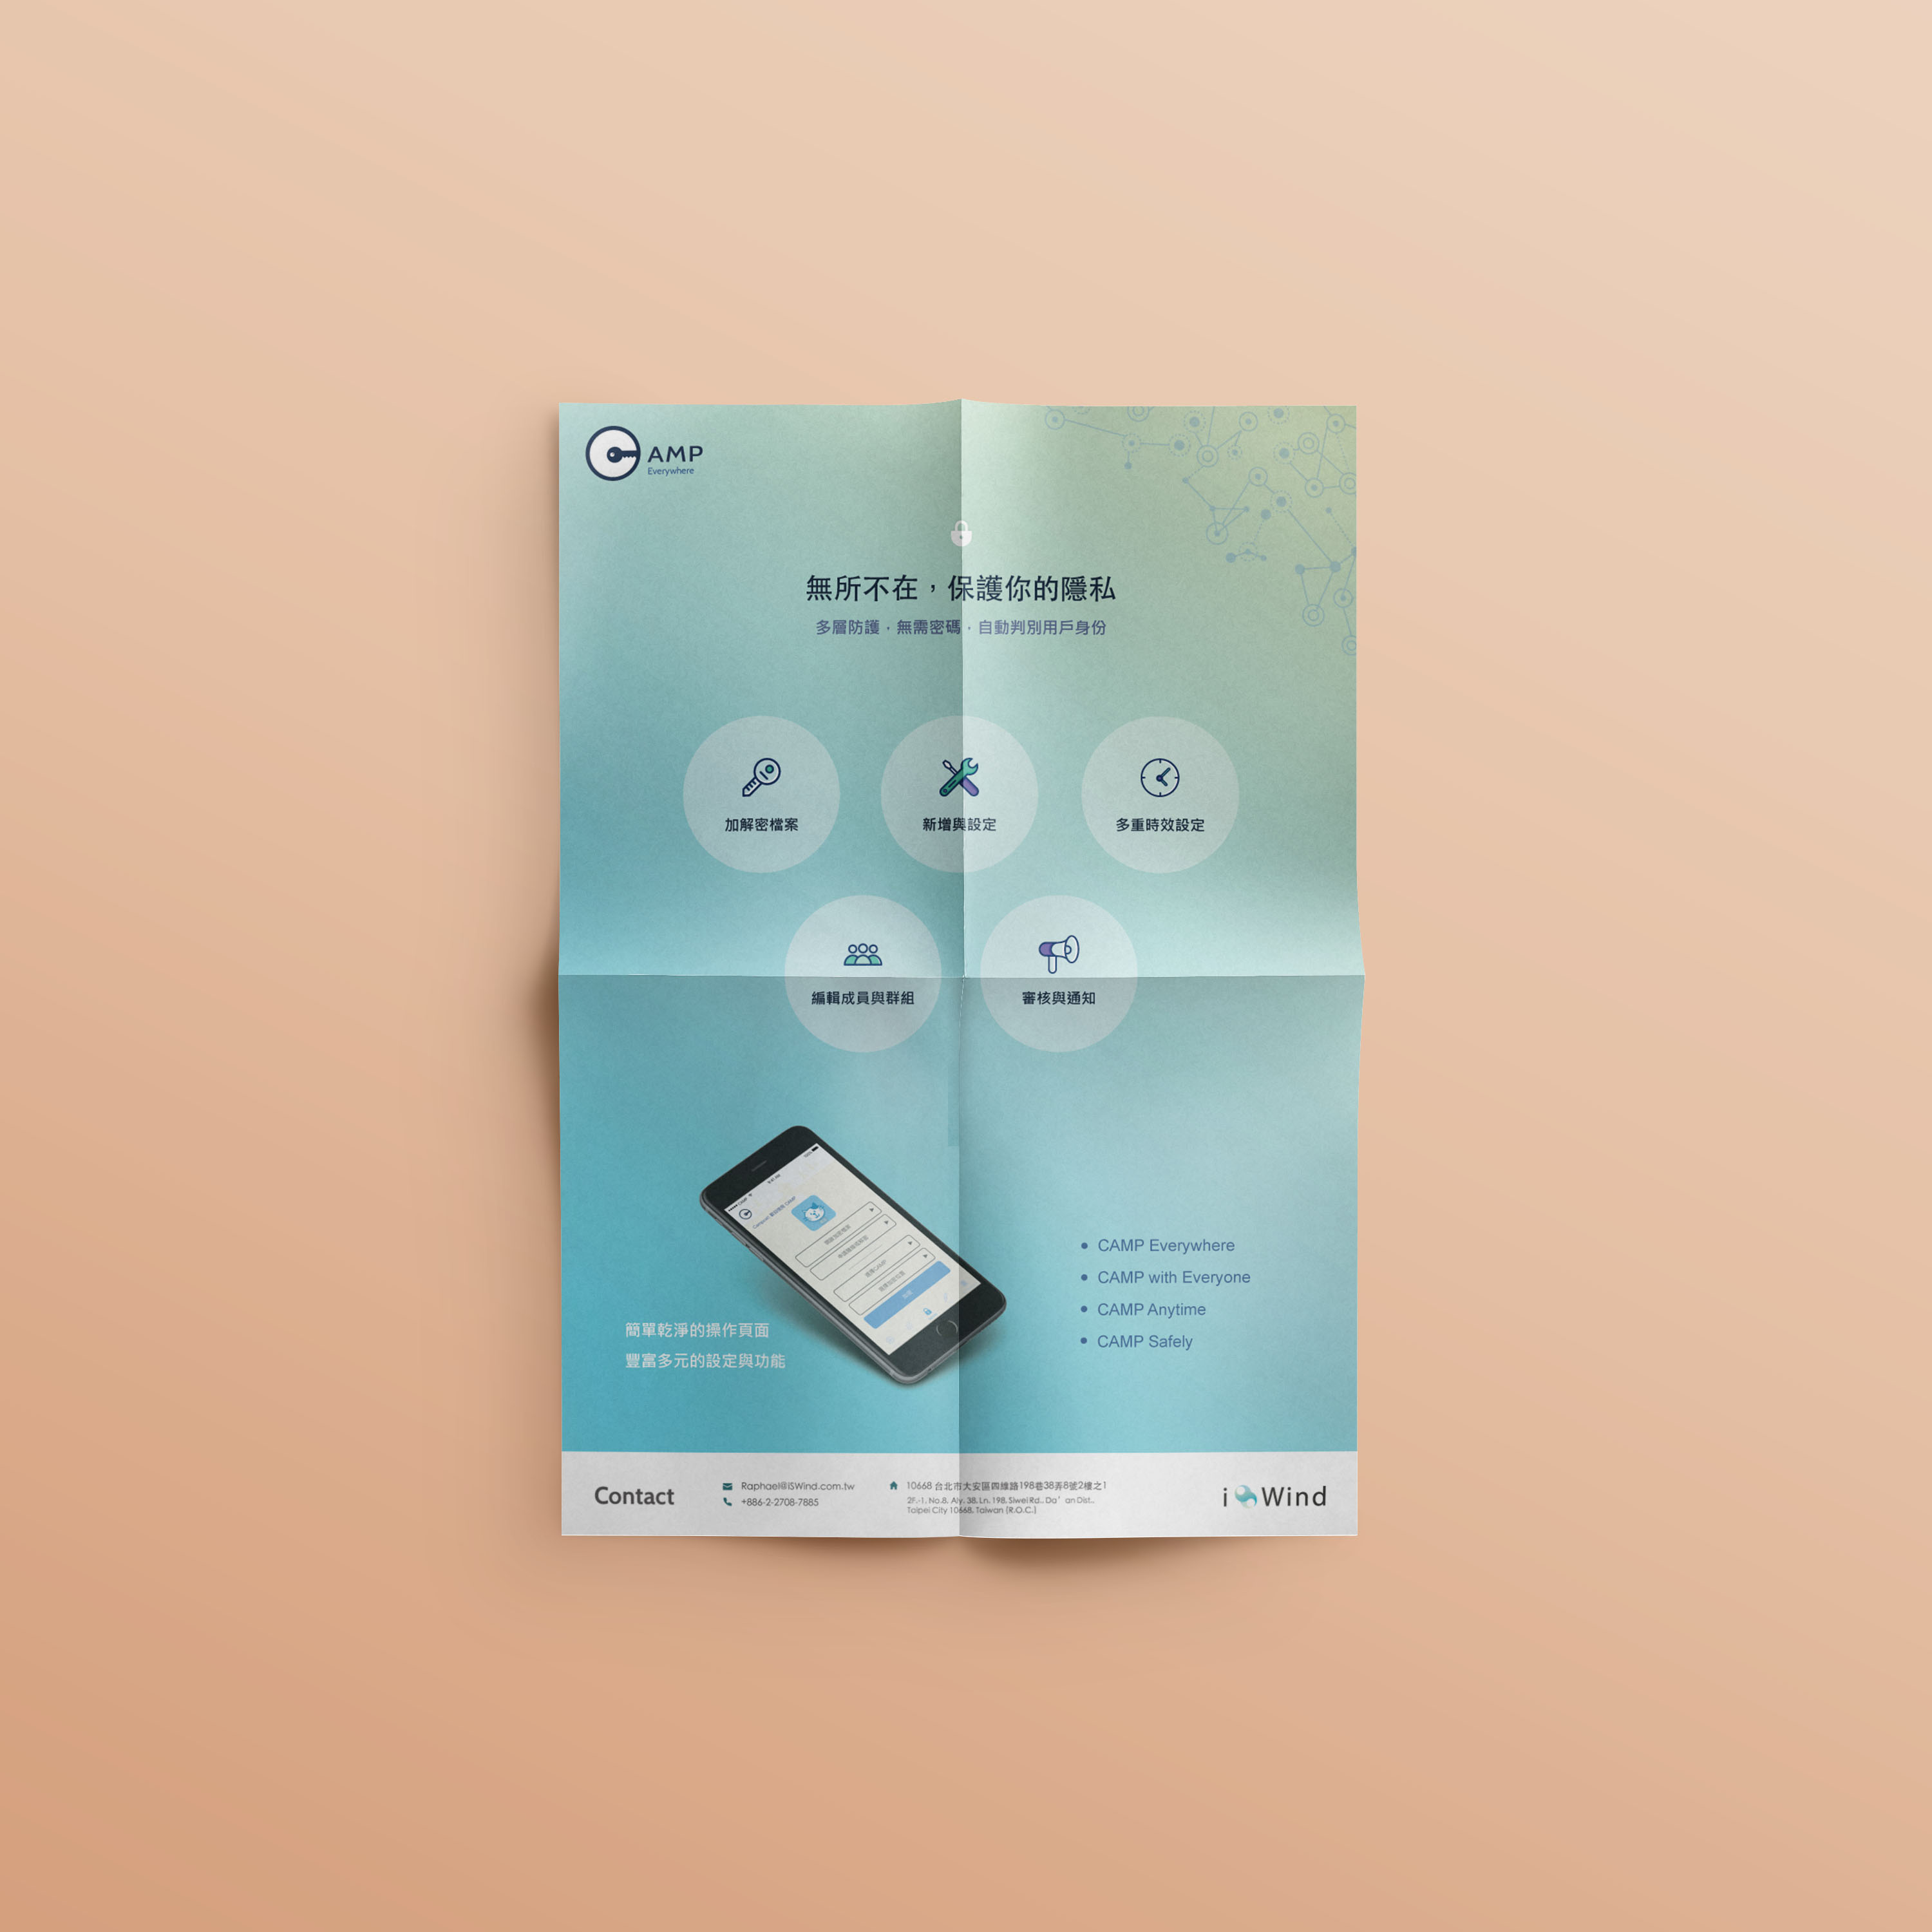 AMP
Everywhere
無所不在，保護你的隱私
多層防護，無需密碼，自動判別用戶身份
加解密檔案
新增與設定
多重時效設定
編輯成員與群組
審核與通知
CAMP Everywhere
CAMP with Everyone
CAMP Anytime
CAMP Safely
簡單乾淨的操作頁面
豐富多元的設定與功能
Contact
Raphael@iSWind.com.tw
+886-2-2708-7885
10668 台北市大安區四維路198巷38弄8號2樓之1
2F.-1, No.8, Aly. 38, Ln. 198, Siwei Rd., Da’an Dist.,
Taipei City 10668, Taiwan (R.O.C.)
i Wind